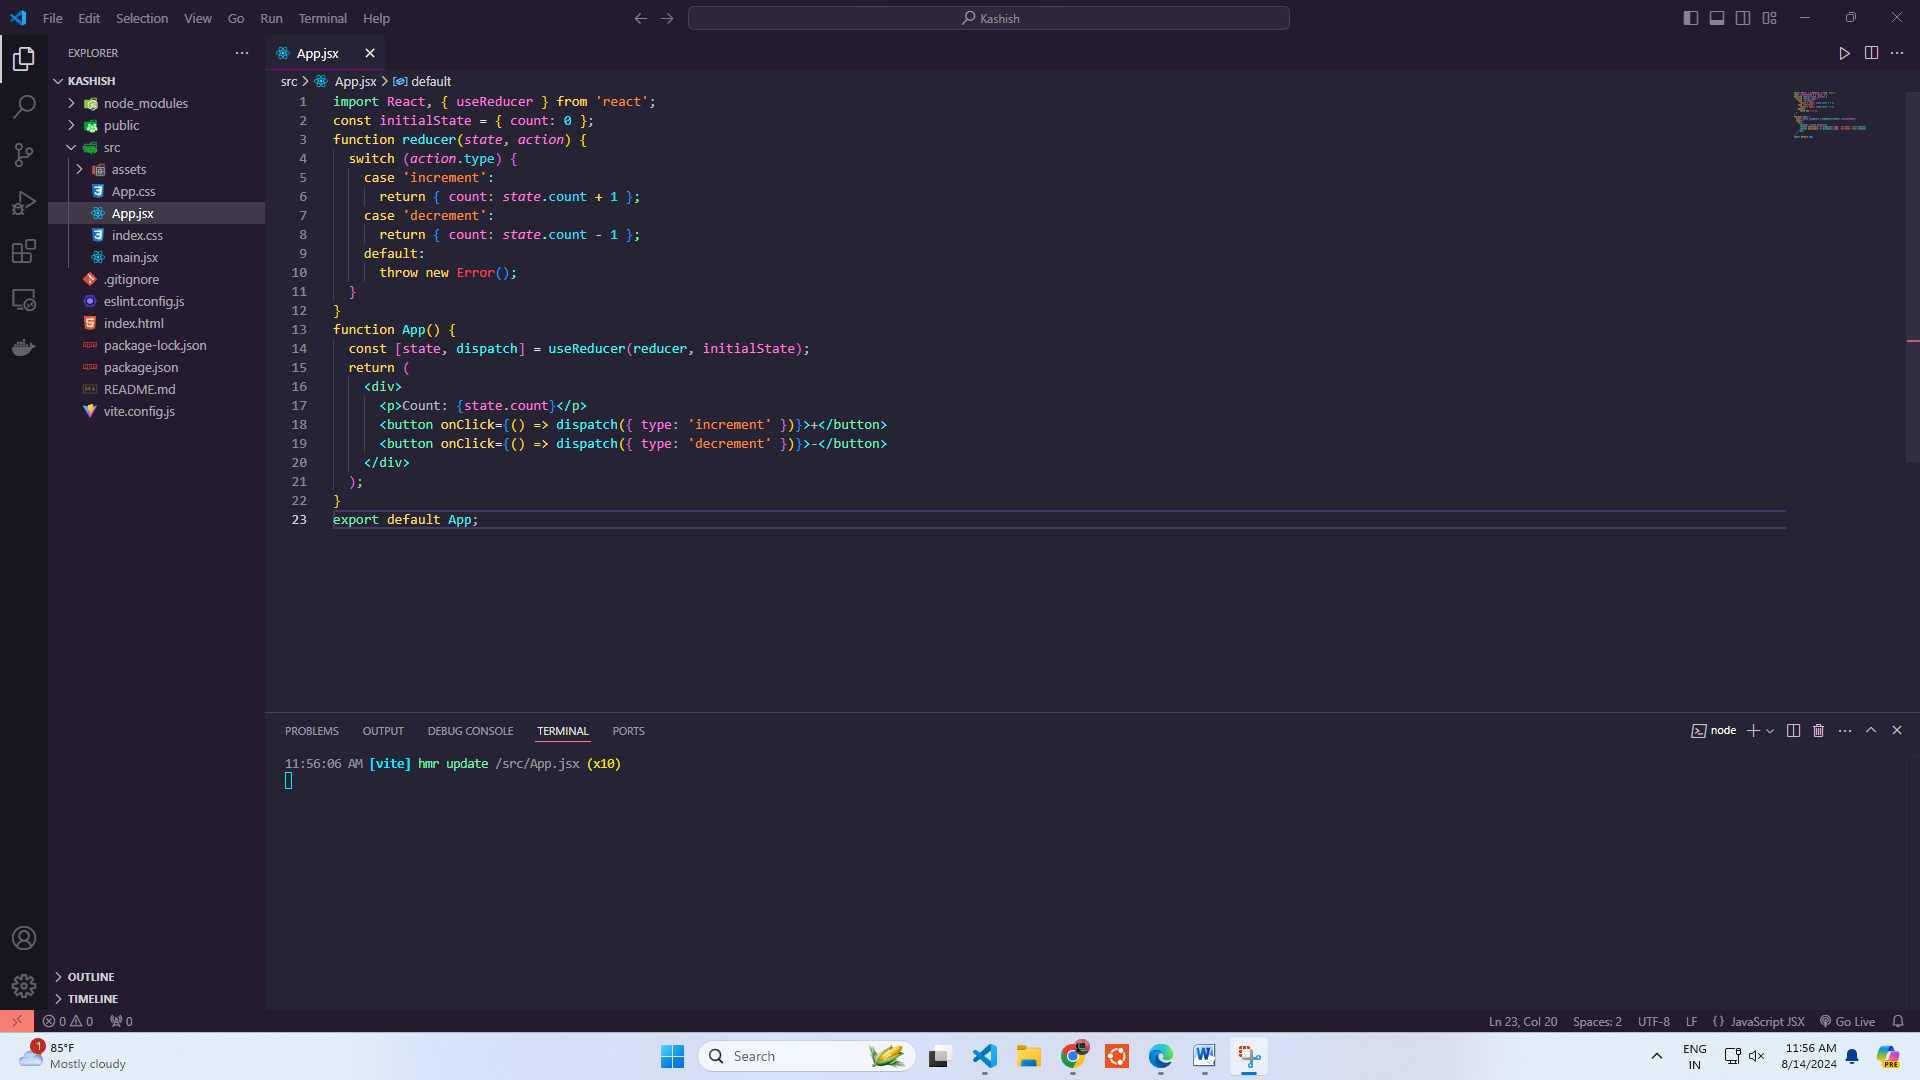 File Edit Selection View Go Run Terminal Help
Kashish
EXPLORER
KASHISH
node_modules
public
src
assets
App.css
App.jsx
index.css
main.jsx
.gitignore
eslint.config.js
index.html
package-lock.json
package.json
README.md
vite.config.js
OUTLINE
TIMELINE
App.jsx
src > App.jsx > default
1 import React, { useReducer } from 'react';
2 const initialState = { count: 0 };
3 function reducer(state, action) {
4 switch (action.type) {
5 case 'increment':
6 return { count: state.count + 1 };
7 case 'decrement':
8 return { count: state.count - 1 };
9 default:
10 throw new Error();
11 }
12 }
13 function App() {
14 const [state, dispatch] = useReducer(reducer, initialState);
15 return (
16 <div>
17 <p>Count: {state.count}</p>
18 <button onClick={() => dispatch({ type: 'increment' })}>+</button>
19 <button onClick={() => dispatch({ type: 'decrement' })}>-</button>
20 </div>
21 );
22 }
23 export default App;
PROBLEMS OUTPUT DEBUG CONSOLE TERMINAL PORTS
node
11:56:06 AM [vite] hmr update /src/App.jsx (x10)
0 0 0
Ln 23, Col 20 Spaces: 2 UTF-8 LF {} JavaScript JSX Go Live
1
85°F
Mostly cloudy
Search
ENG
IN
11:56 AM
8/14/2024
PRE